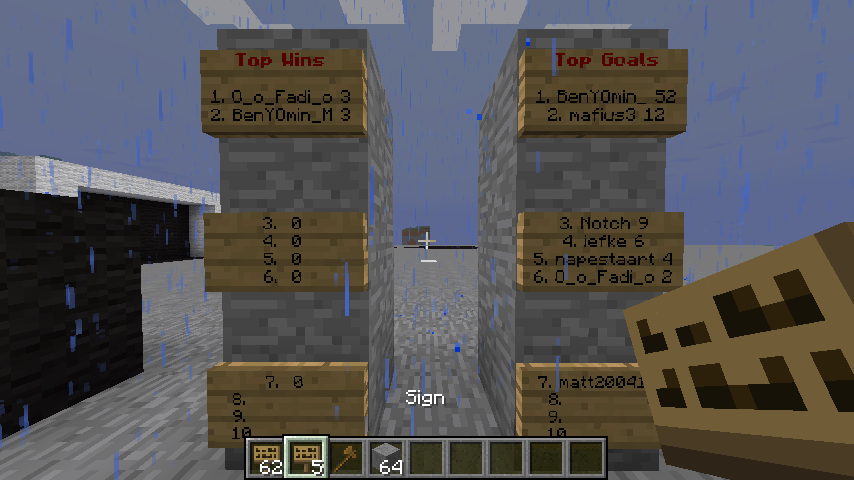 Top Wins
1. O_o_Fadi_o 3
2. BenYOmin_M 3
3. 0
4. 0
5. 0
6. 0
7. 0
8.
9.
10
Top Goals
1. BenYOmin_ 52
2. mafius3 12
3. Notch 9
4. lefke 6
5. napestaart 4
6. O_o_Fadi_o 2
7. matt20041
8.
9.
10
Sign
62
5
64